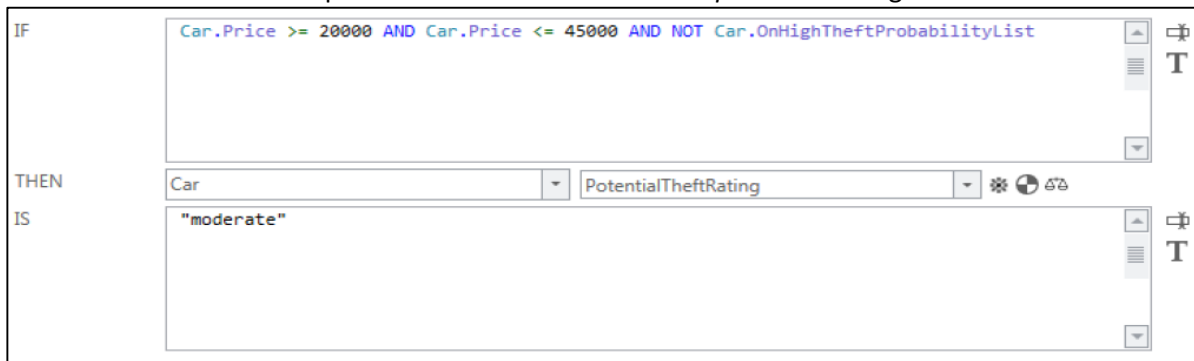 IF
Car.Price >= 20000 AND Car.Price <= 45000 AND NOT Car.OnHighTheftProbabilityList
T
THEN Car PotentialTheftRating
IS
"moderate"
T